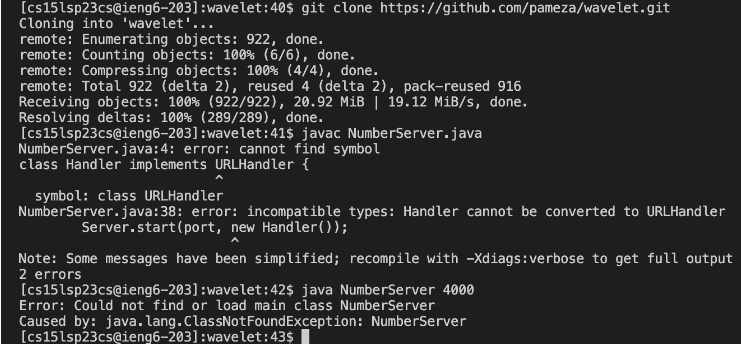 [cs15lsp23cs@ieng6-203]:wavelet:40$ git clone https://github.com/pameza/wavelet.git
Cloning into 'wavelet'...
remote: Enumerating objects: 922, done.
remote: Counting objects: 100% (6/6), done.
remote: Compressing objects: 100% (4/4), done.
remote: Total 922 (delta 2), reused 4 (delta 2), pack-reused 916
Receiving objects: 100% (922/922), 20.92 MiB | 19.12 MiB/s, done.
Resolving deltas: 100% (289/289), done.
[cs15lsp23cs@ieng6-203]:wavelet:41$ javac NumberServer.java
NumberServer.java:4: error: cannot find symbol
class Handler implements URLHandler {
^
symbol: class URLHandler
NumberServer.java:38: error: incompatible types: Handler cannot be converted to URLHandler
Server.start(port, new Handler());
^
Note: Some messages have been simplified; recompile with -Xdiags:verbose to get full output
2 errors
[cs15lsp23cs@ieng6-203]:wavelet:42$ java NumberServer 4000
Error: Could not find or load main class NumberServer
Caused by: java.lang.ClassNotFoundException: NumberServer
[cs15lsp23cs@ieng6-203]:wavelet:43$